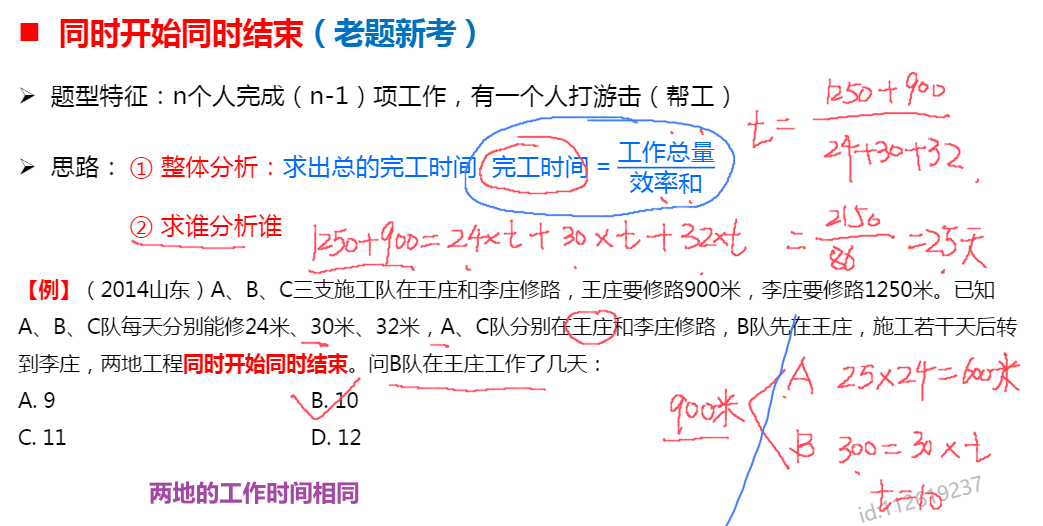 ■ 同时开始同时结束（老题新考）
➢ 题型特征：n个人完成（n-1）项工作，有一个人打游击（帮工）
t = 1250+900 / 24+30+32
➢ 思路：① 整体分析：求出总的完工时间 完工时间 = 工作总量 / 效率和
② 求谁分析谁
1250+900=24×t+30×t+32×t
= 2150 / 86 = 25天
【例】（2014山东）A、B、C三支施工队在王庄和李庄修路，王庄要修路900米，李庄要修路1250米。已知
A、B、C队每天分别能修24米、30米、32米，A、C队分别在王庄和李庄修路，B队先在王庄，施工若干天后转
到李庄，两地工程同时开始同时结束。问B队在王庄工作了几天：
A. 9 B. 10
C. 11 D. 12
900米
A 25×24=600米
B 300=30×t
t=10
两地的工作时间相同
id:112619237